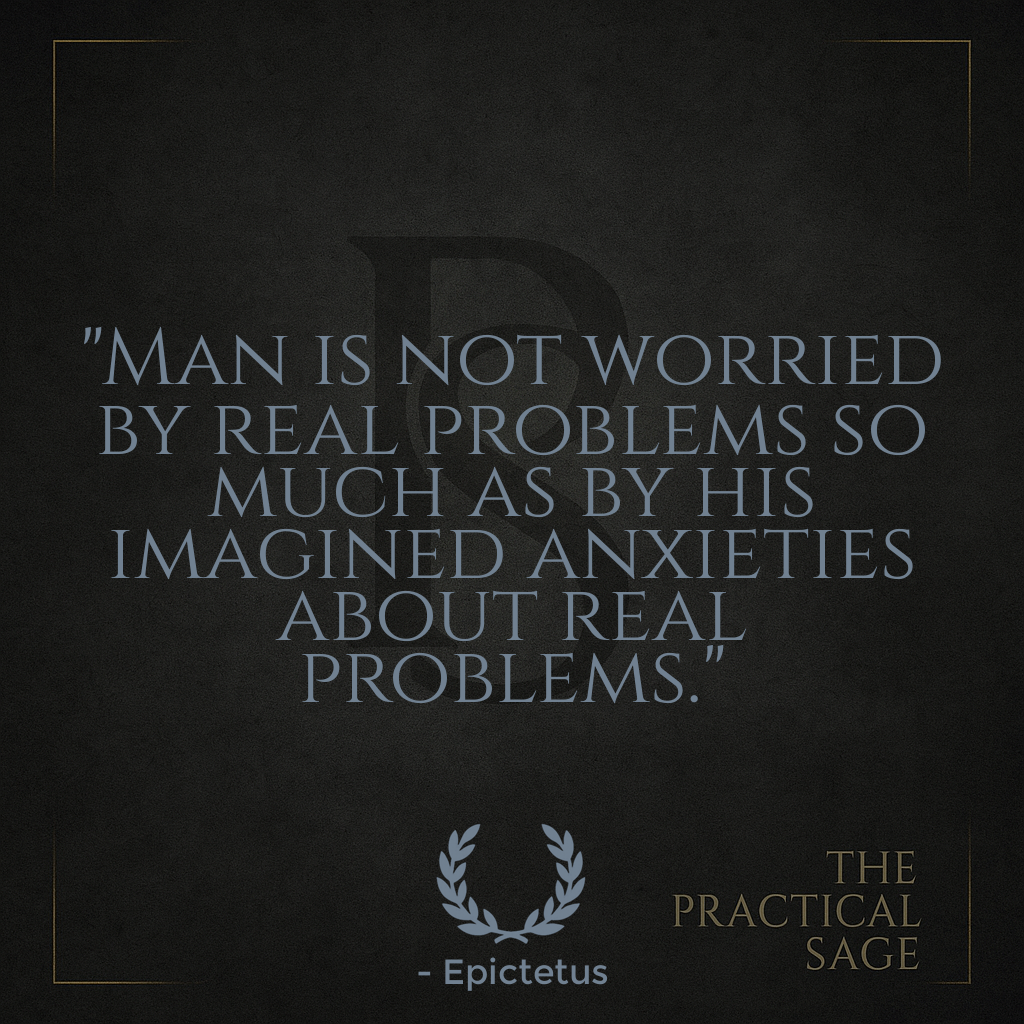 "Man is not worried
by real problems so
much as by his
imagined anxieties
about real
problems."
- Epictetus
THE
PRACTICAL
SAGE